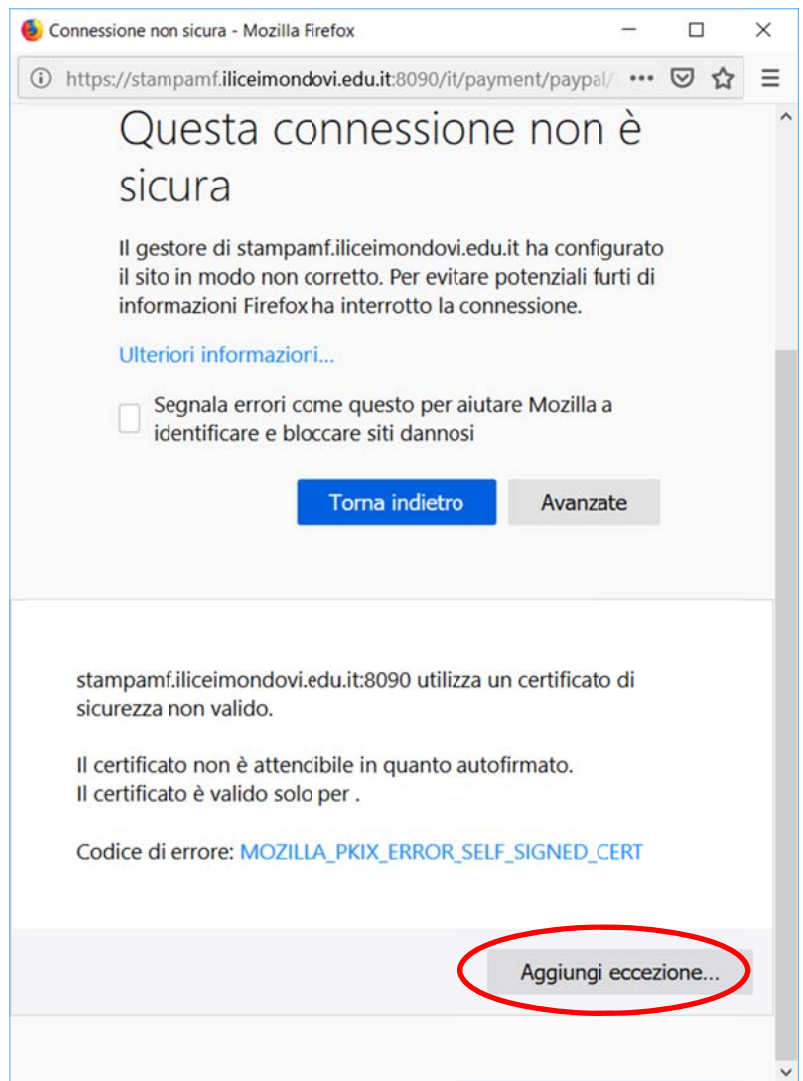 Connessione non sicura - Mozilla Firefox
https://stampamf.iliceimondovi.edu.it:8090/it/payment/paypal/
Questa connessione non è
sicura
Il gestore di stampamf.iliceimondovi.edu.it ha configurato
il sito in modo non corretto. Per evitare potenziali furti di
informazioni Firefox ha interrotto la connessione.
Ulteriori informazioni...
Segnala errori come questo per aiutare Mozilla a
identificare e bloccare siti dannosi
Torna indietro Avanzate
stampamf.iliceimondovi.edu.it:8090 utilizza un certificato di
sicurezza non valido.
Il certificato non è attendibile in quanto autofirmato.
Il certificato è valido solo per .
Codice di errore: MOZILLA_PKIX_ERROR_SELF_SIGNED_CERT
Aggiungi eccezione...